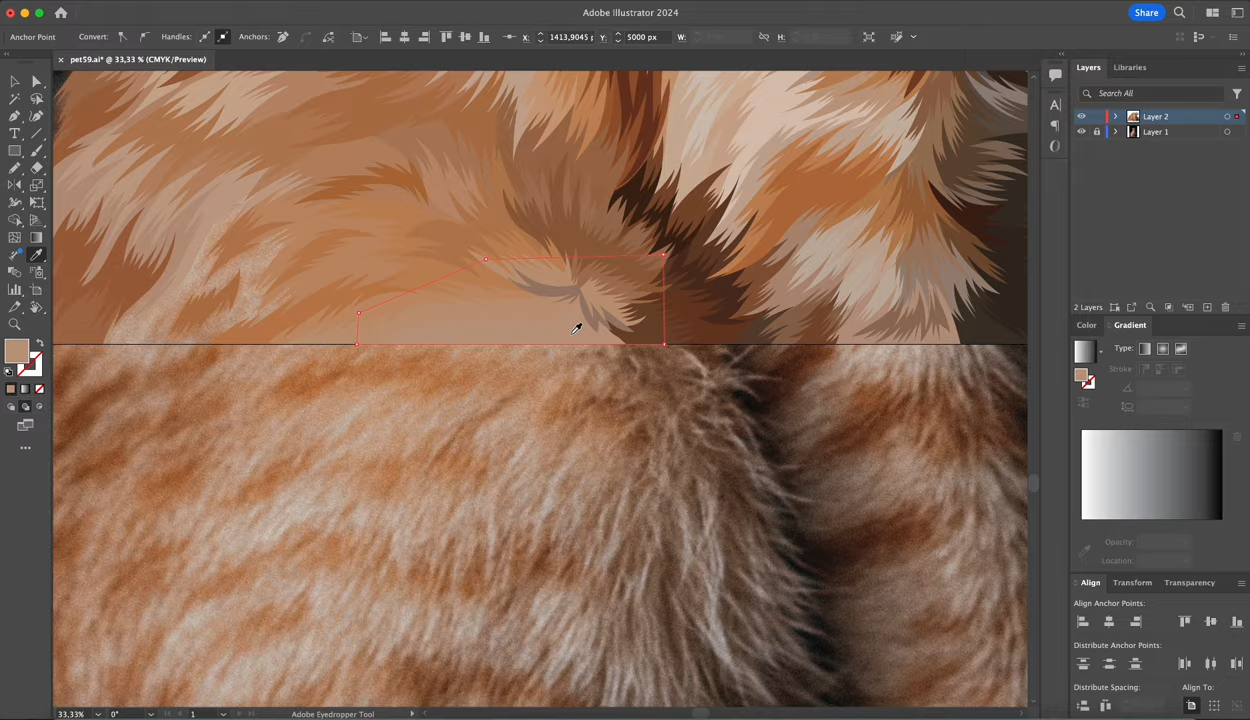 Adobe Illustrator 2024
Share
Anchor Point
Convert:
Handles:
Anchors:
X:
1413,9045
Y:
5000 px
W:
H:
pet59.ai* @ 33,33 % (CMYK/Preview)
Layers
Libraries
Search All
Layer 2
Layer 1
2 Layers
Color
Gradient
Type:
Stroke:
Opacity:
Location:
Align
Transform
Transparency
Align Anchor Points:
Distribute Anchor Points:
Distribute Spacing:
Align To:
33,33%
0°
1
Adobe Eyedropper Tool